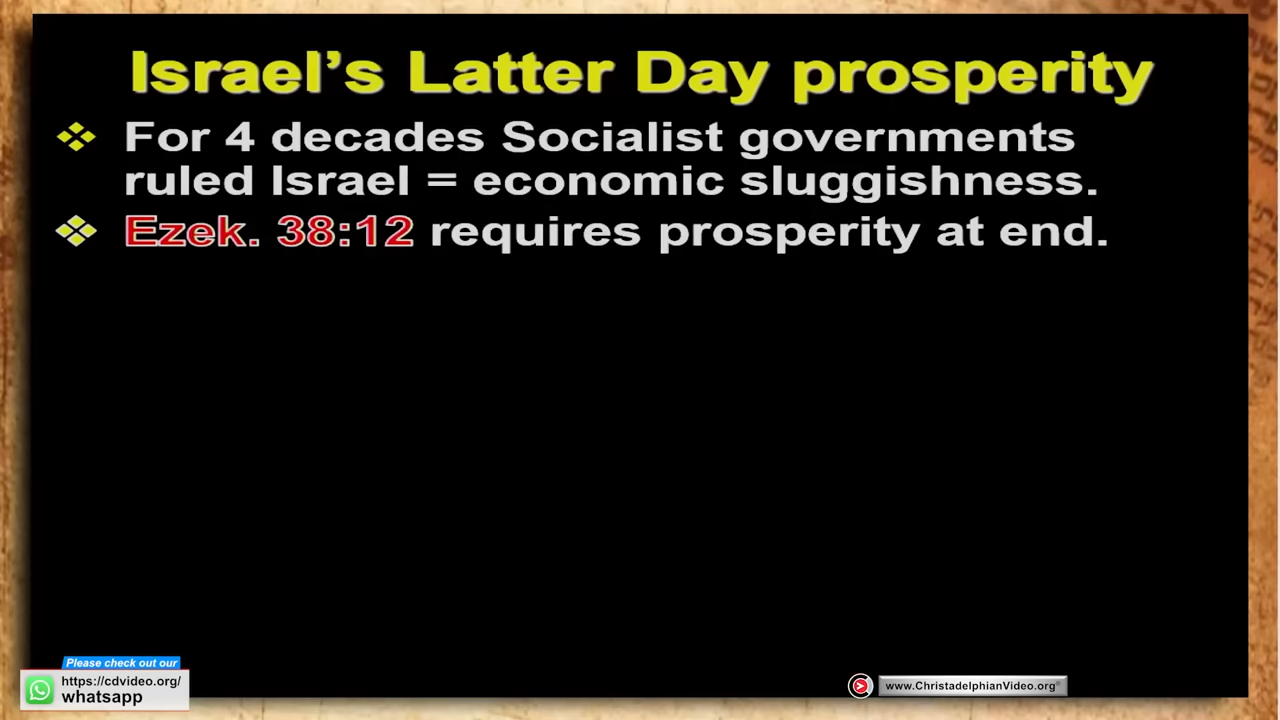 Israel’s Latter Day prosperity
For 4 decades Socialist governments
ruled Israel = economic sluggishness.
Ezek. 38:12 requires prosperity at end.
Please check out our
https://cdvideo.org/
whatsapp
www.ChristadelphianVideo.org